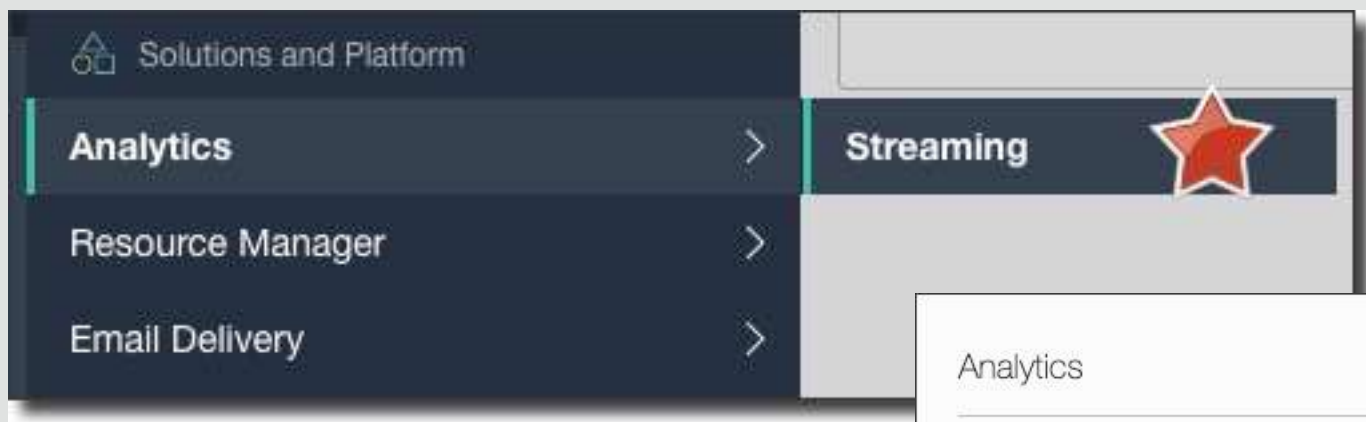 Solutions and Platform
Analytics
Streaming
Resource Manager
Email Delivery
Analytics